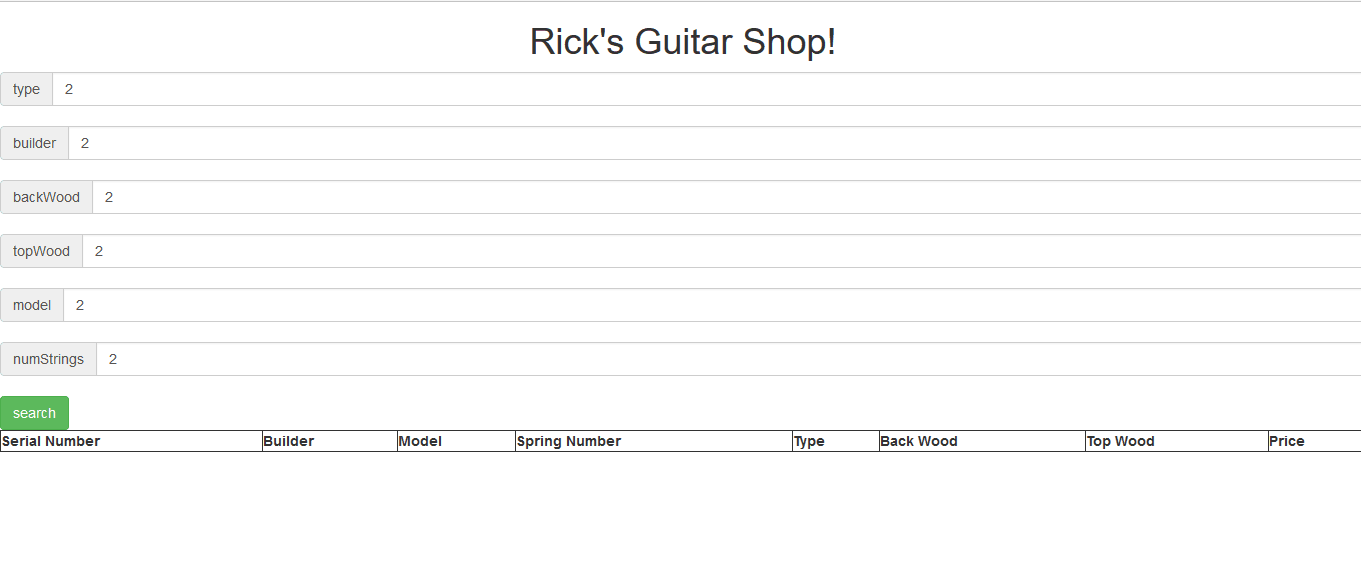 Rick's Guitar Shop!
type 2
builder 2
backWood 2
topWood 2
model 2
numStrings 2
search
Serial Number Builder Model Spring Number Type Back Wood Top Wood Price